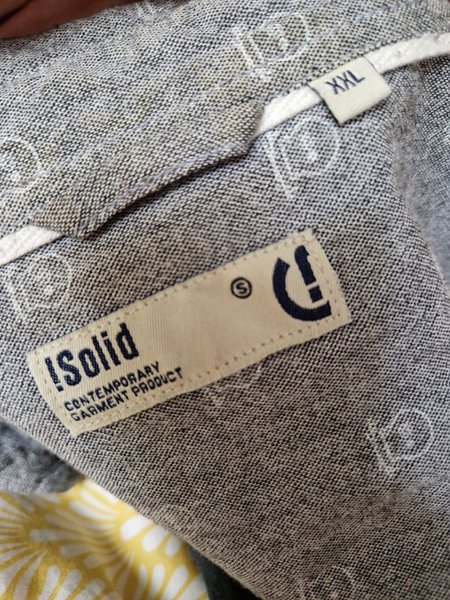 XXL
S
!Solid
CONTEMPORARY
GARMENT PRODUCT